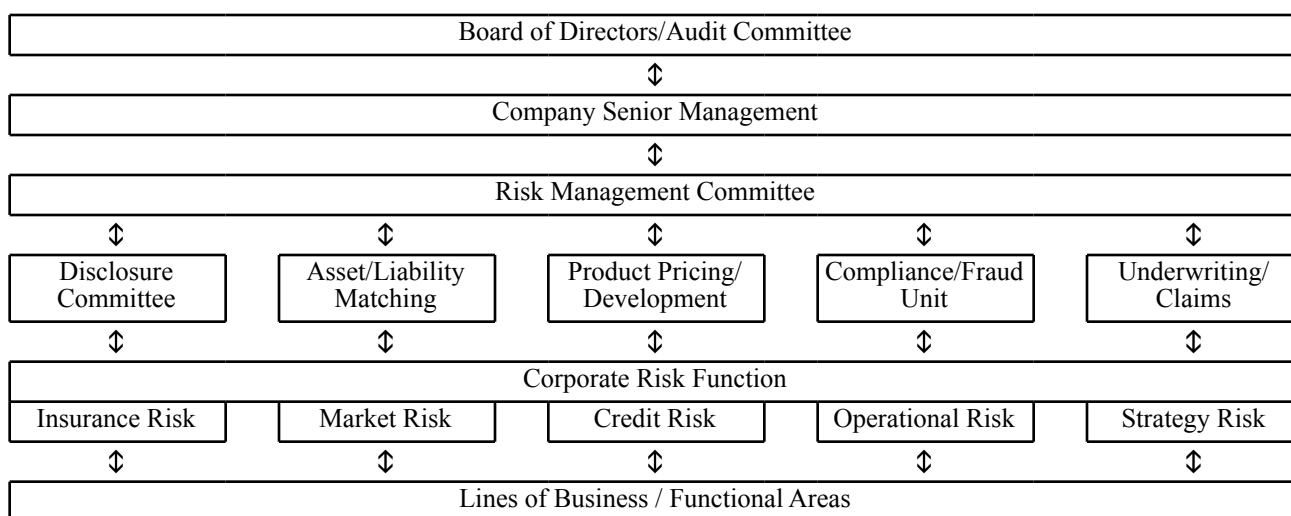 Board of Directors/Audit Committee
Company Senior Management
Risk Management Committee
Disclosure
Committee
Asset/Liability
Matching
Product Pricing/
Development
Compliance/Fraud
Unit
Underwriting/
Claims
Corporate Risk Function
Insurance Risk
Market Risk
Credit Risk
Operational Risk
Strategy Risk
Lines of Business / Functional Areas